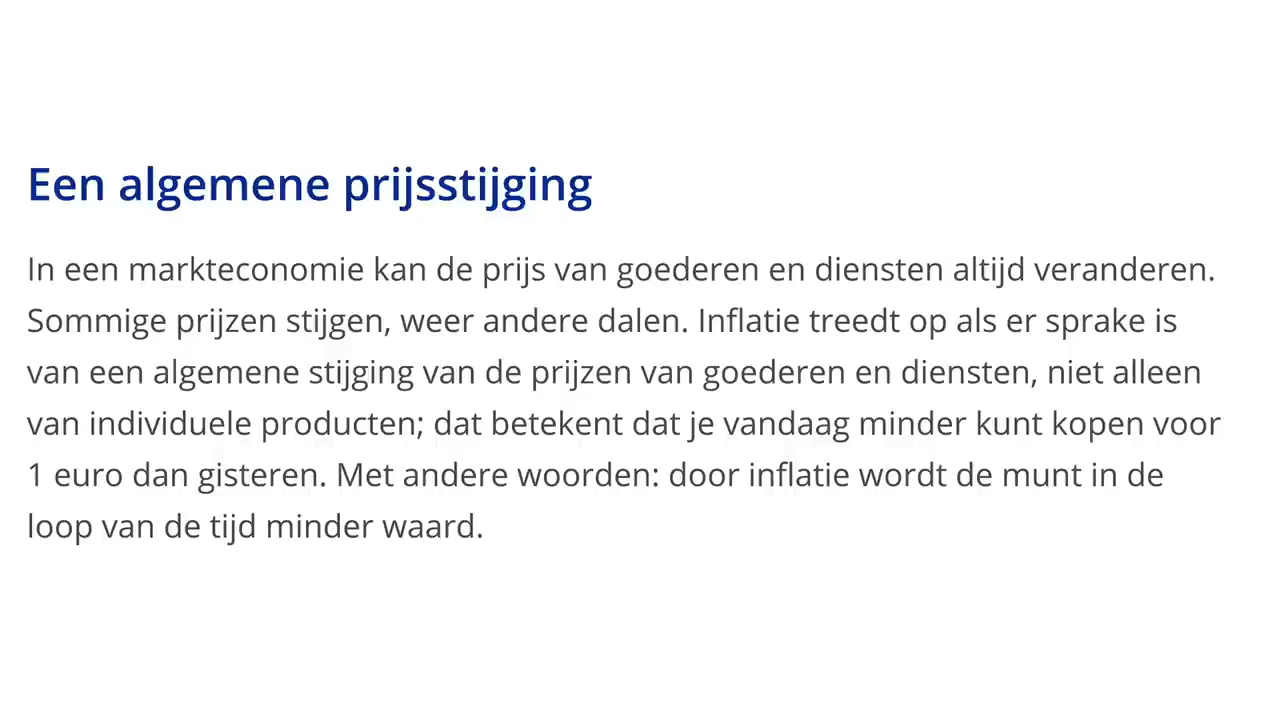 Een algemene prijsstijging
In een markteconomie kan de prijs van goederen en diensten altijd veranderen.
Sommige prijzen stijgen, weer andere dalen. Inflatie treedt op als er sprake is
van een algemene stijging van de prijzen van goederen en diensten, niet alleen
van individuele producten; dat betekent dat je vandaag minder kunt kopen voor
1 euro dan gisteren. Met andere woorden: door inflatie wordt de munt in de
loop van de tijd minder waard.